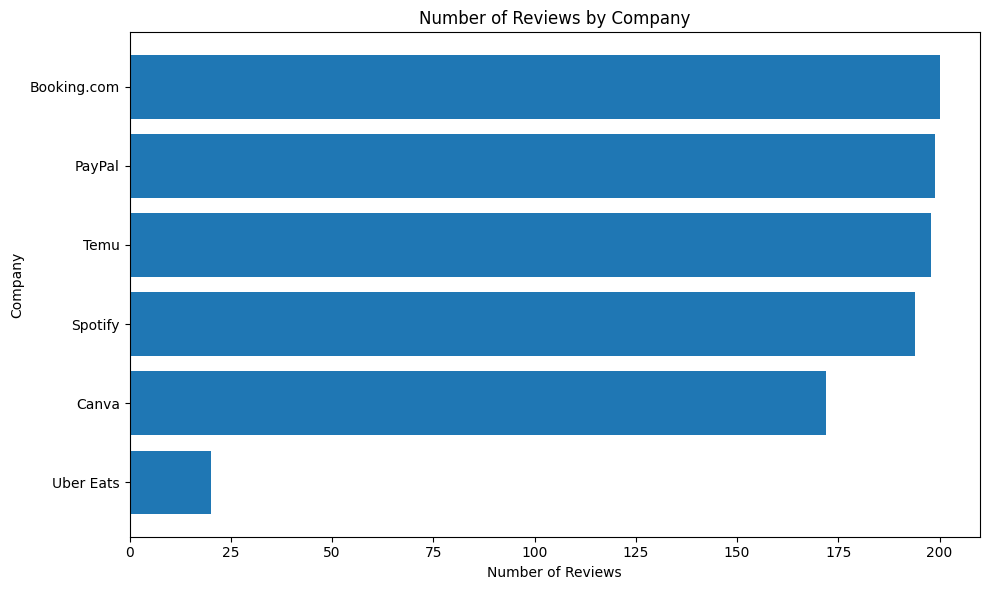 Number of Reviews by Company
Company
Booking.com
PayPal
Temu
Spotify
Canva
Uber Eats
0 25 50 75 100 125 150 175 200
Number of Reviews